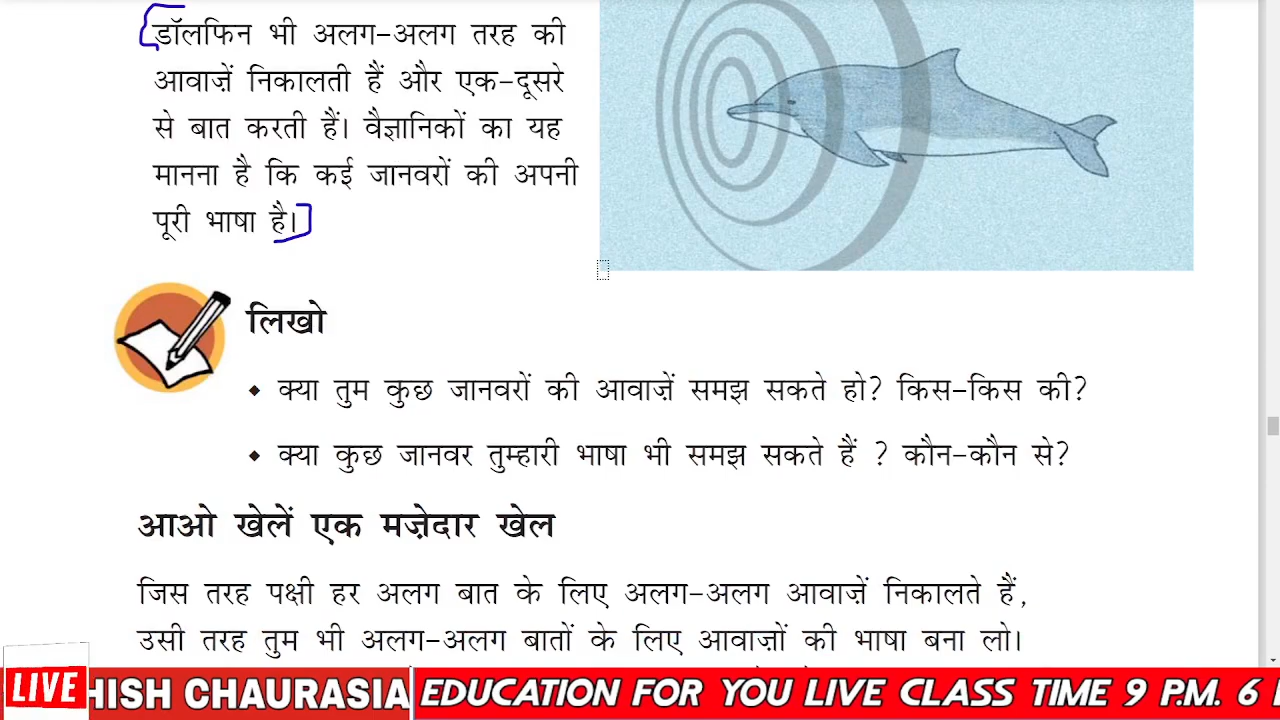 डॉलफिन भी अलग-अलग तरह की
आवाज़ें निकालती हैं और एक-दूसरे
से बात करती हैं। वैज्ञानिकों का यह
मानना है कि कई जानवरों की अपनी
पूरी भाषा है।
लिखो
◆ क्या तुम कुछ जानवरों की आवाज़ें समझ सकते हो? किस-किस की?
◆ क्या कुछ जानवर तुम्हारी भाषा भी समझ सकते हैं ? कौन-कौन से?
आओ खेलें एक मज़ेदार खेल
जिस तरह पक्षी हर अलग बात के लिए अलग-अलग आवाज़ें निकालते हैं,
उसी तरह तुम भी अलग-अलग बातों के लिए आवाज़ों की भाषा बना लो।
LIVE HISH CHAURASIA EDUCATION FOR YOU LIVE CLASS TIME 9 P.M. 6